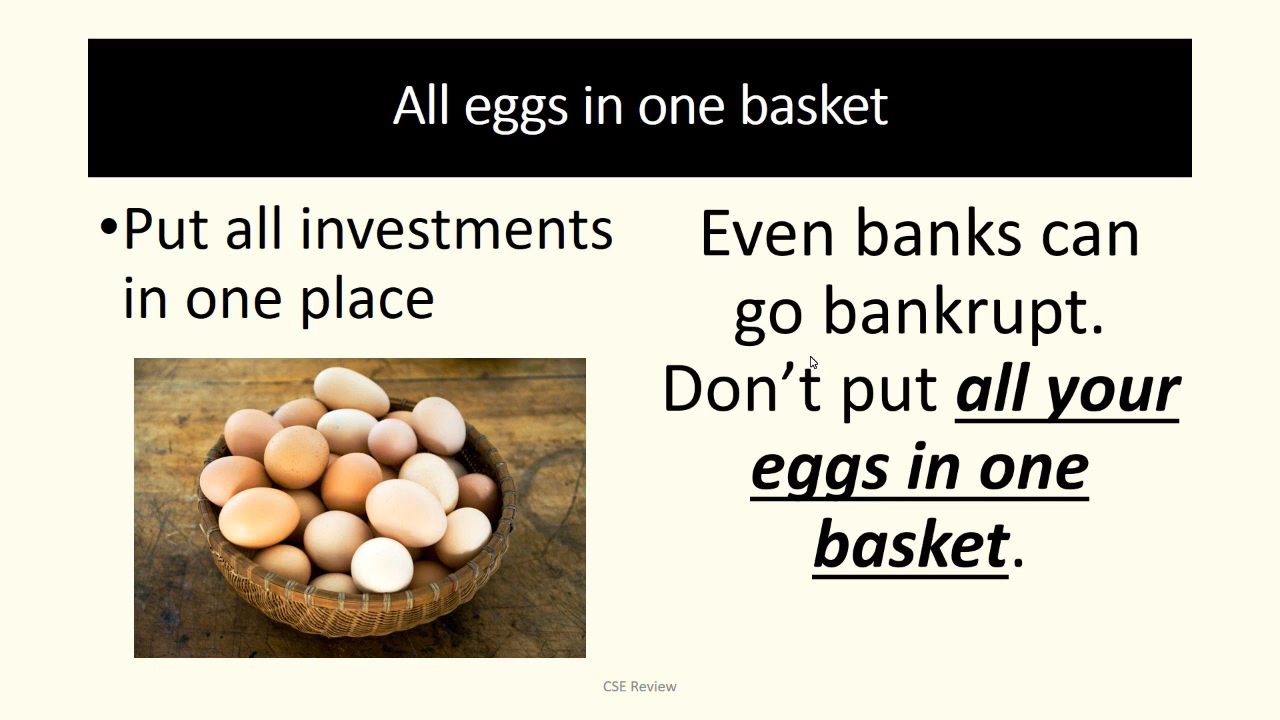 All eggs in one basket
•Put all investments
in one place
Even banks can
go bankrupt.
Don’t put all your
eggs in one
basket.
CSE Review